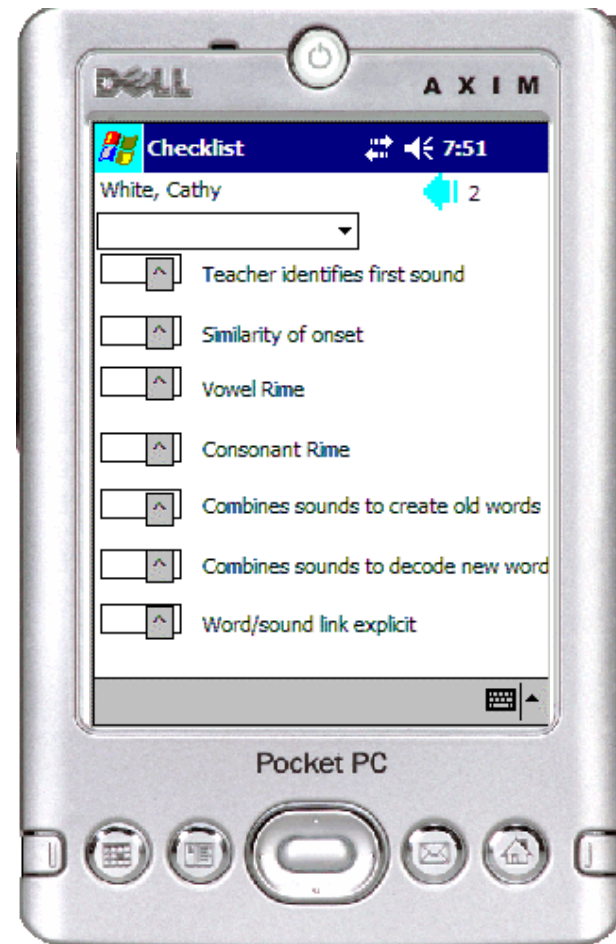 DELL
AXIM
Checklist 7:51
White, Cathy 2
Teacher identifies first sound
Similarity of onset
Vowel Rime
Consonant Rime
Combines sounds to create old words
Combines sounds to decode new word
Word/sound link explicit
Pocket PC